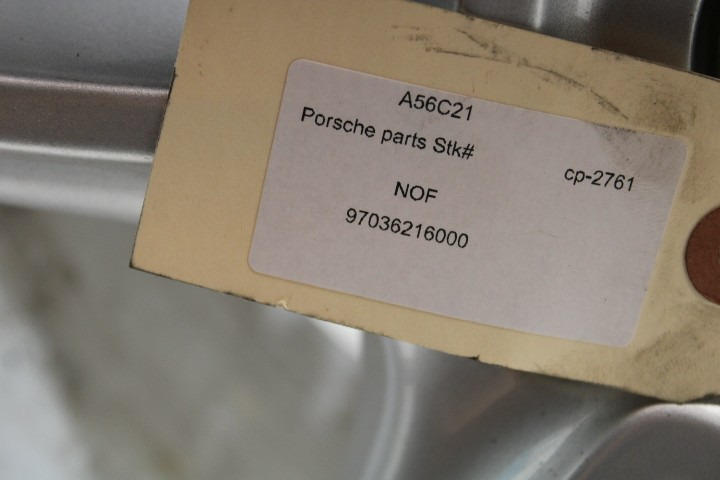 A56C21
Porsche parts Stk#
cp-2761
NOF
97036216000